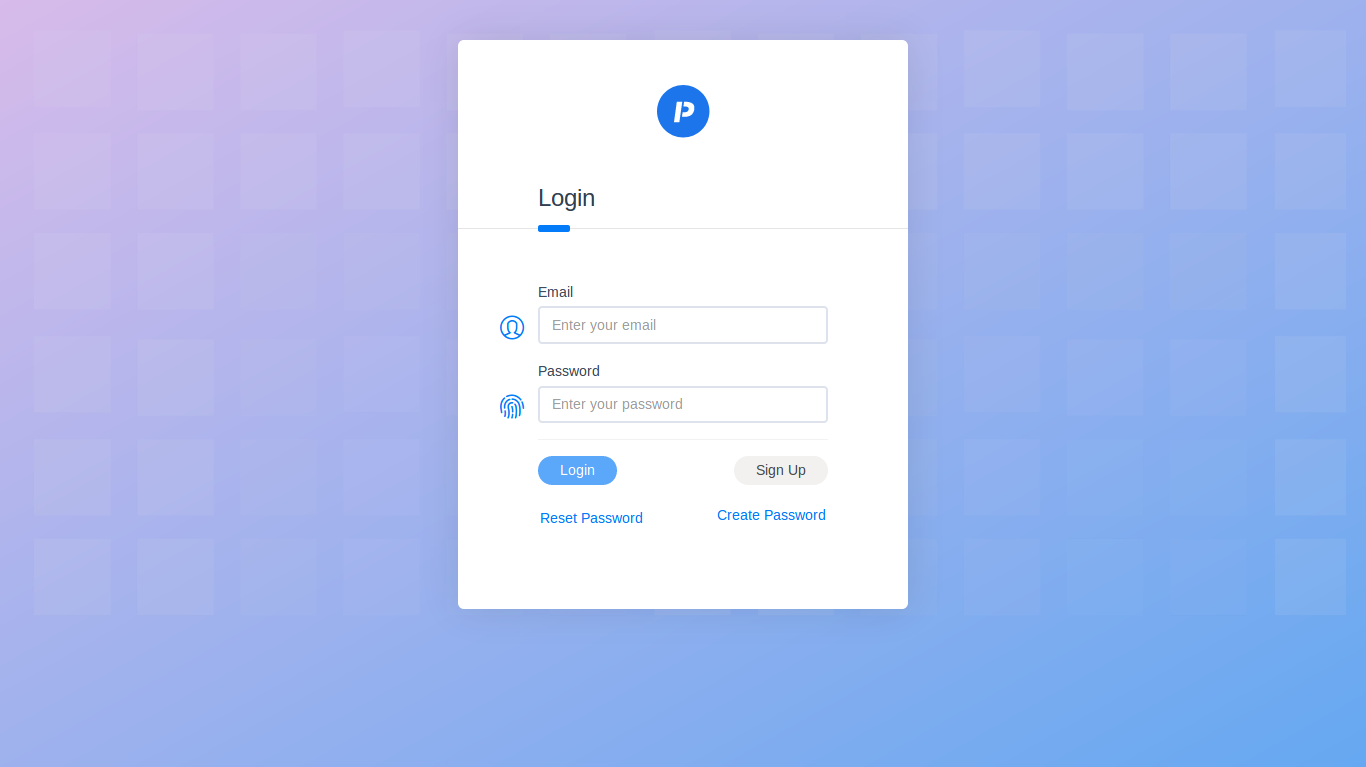 P
Login
Email
Enter your email
Password
Enter your password
Login
Sign Up
Reset Password
Create Password